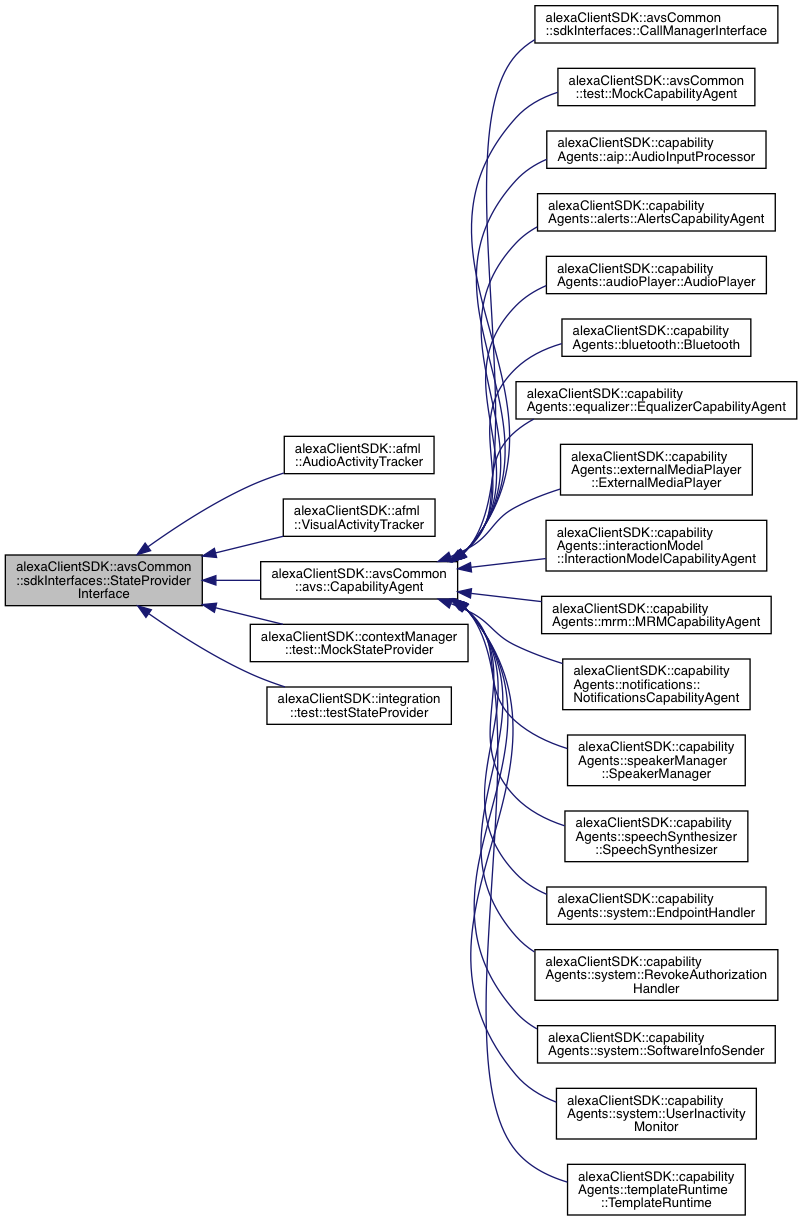 alexaClientSDK::avsCommon
::sdkInterfaces::CallManagerInterface
alexaClientSDK::avsCommon
::test::MockCapabilityAgent
alexaClientSDK::capability
Agents::aip::AudioInputProcessor
alexaClientSDK::capability
Agents::alerts::AlertsCapabilityAgent
alexaClientSDK::capability
Agents::audioPlayer::AudioPlayer
alexaClientSDK::capability
Agents::bluetooth::Bluetooth
alexaClientSDK::capability
Agents::equalizer::EqualizerCapabilityAgent
alexaClientSDK::afml
::AudioActivityTracker
alexaClientSDK::capability
Agents::externalMediaPlayer
::ExternalMediaPlayer
alexaClientSDK::afml
::VisualActivityTracker
alexaClientSDK::capability
Agents::interactionModel
::InteractionModelCapabilityAgent
alexaClientSDK::avsCommon
::sdkInterfaces::StateProvider
Interface
alexaClientSDK::avsCommon
::avs::CapabilityAgent
alexaClientSDK::capability
Agents::mrm::MRMCapabilityAgent
alexaClientSDK::contextManager
::test::MockStateProvider
alexaClientSDK::capability
Agents::notifications::
NotificationsCapabilityAgent
alexaClientSDK::integration
::test::testStateProvider
alexaClientSDK::capability
Agents::speakerManager
::SpeakerManager
alexaClientSDK::capability
Agents::speechSynthesizer
::SpeechSynthesizer
alexaClientSDK::capability
Agents::system::EndpointHandler
alexaClientSDK::capability
Agents::system::RevokeAuthorization
Handler
alexaClientSDK::capability
Agents::system::SoftwareInfoSender
alexaClientSDK::capability
Agents::system::UserInactivity
Monitor
alexaClientSDK::capability
Agents::templateRuntime
::TemplateRuntime